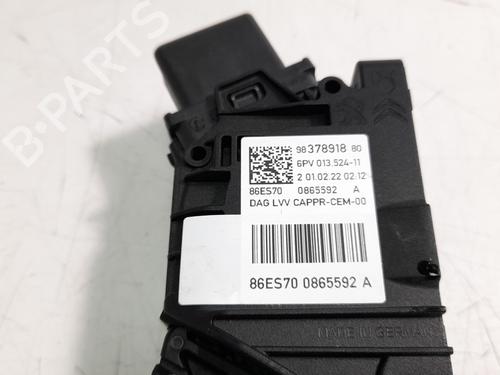 B-PARTS
98 378918 80
6PV 013.524-11
2 01.02.22 02:12
86ES70 0865592 A
DAG LVV CAPPR-CEM-00
86ES70 0865592 A
MADE IN GERMANY